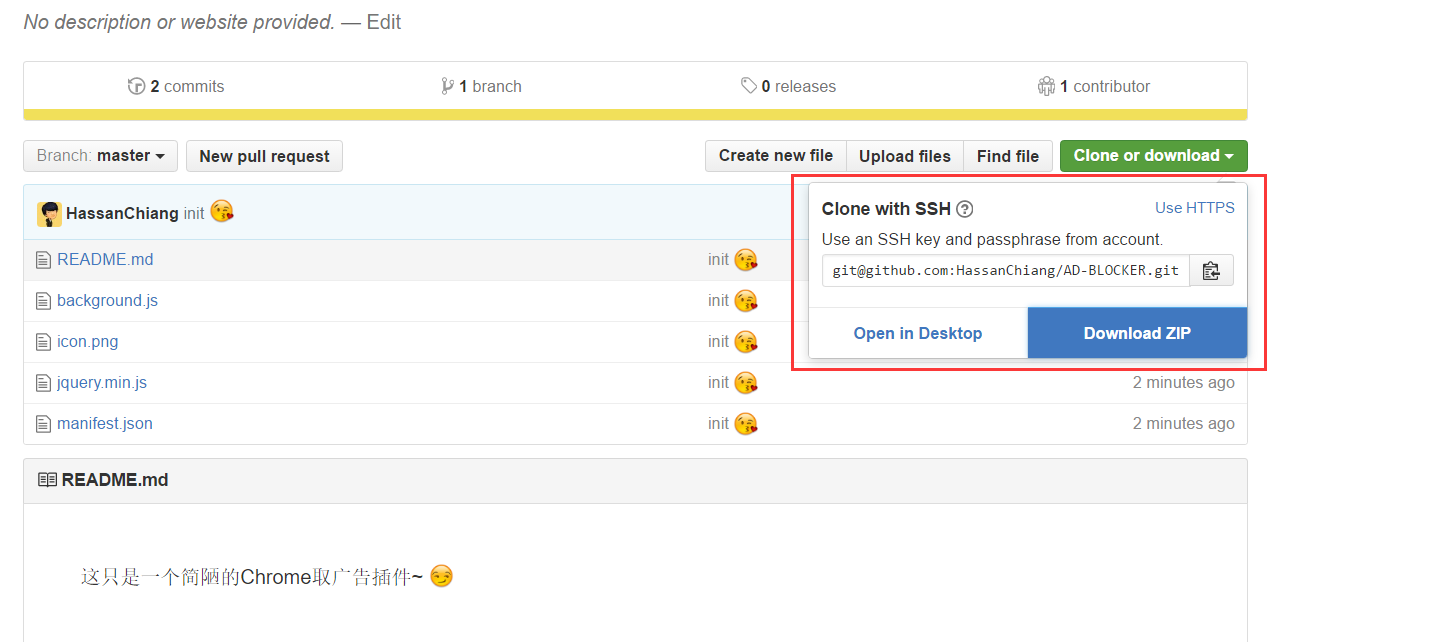 No description or website provided. — Edit
2 commits 1 branch 0 releases 1 contributor
Branch: master New pull request Create new file Upload files Find file Clone or download
HassanChiang init 😘
Clone with SSH Use HTTPS
Use an SSH key and passphrase from account.
git@github.com:HassanChiang/AD-BLOCKER.git
Open in Desktop Download ZIP
README.md init 😘
background.js init 😘
icon.png init 😘
jquery.min.js init 😘 2 minutes ago
manifest.json init 😘 2 minutes ago
README.md
这只是一个简陋的Chrome取广告插件~ 😏